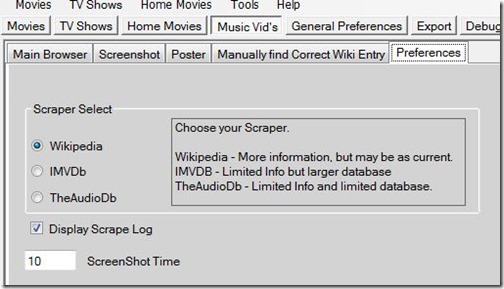 Movies TV Shows Home Movies Tools Help
Movies TV Shows Home Movies Music Vid's General Preferences Export Debug
Main Browser Screenshot Poster Manually find Correct Wiki Entry Preferences
Scraper Select
Wikipedia
IMVDb
TheAudioDb
Choose your Scraper.
Wikipedia - More information, but may be as current.
IMVDB - Limited Info but larger database
TheAudioDb - Limited Info and limited database.
Display Scrape Log
10 ScreenShot Time